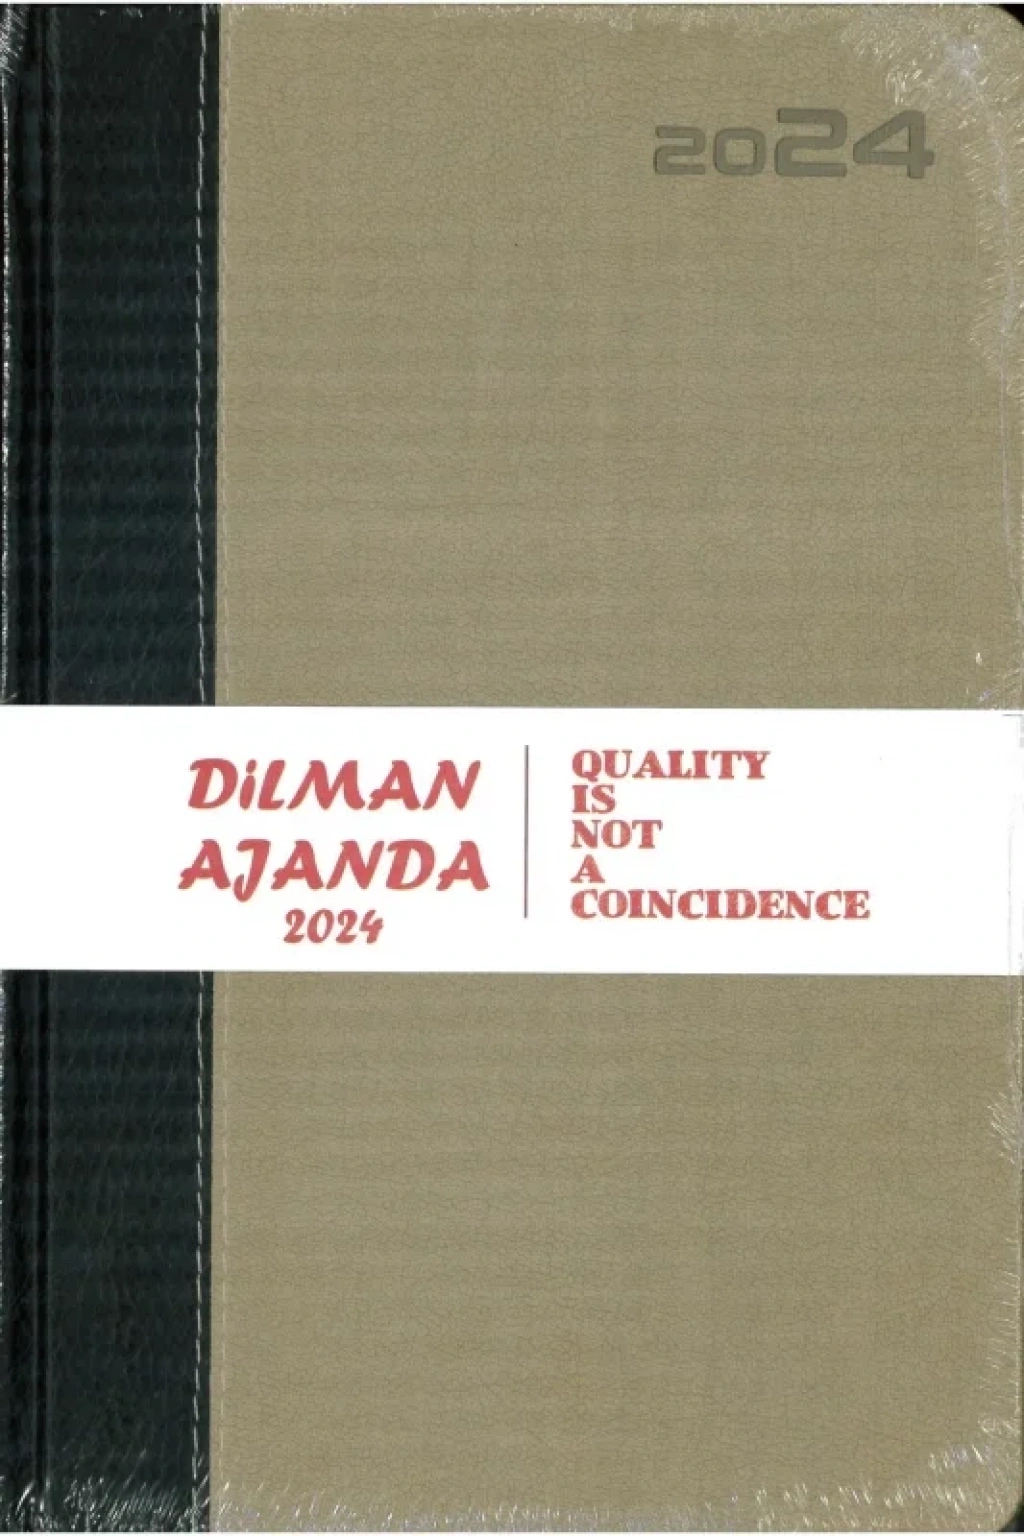 2024
DiLMAN
AJANDA
2024
QUALITY
IS
NOT
A
COINCIDENCE